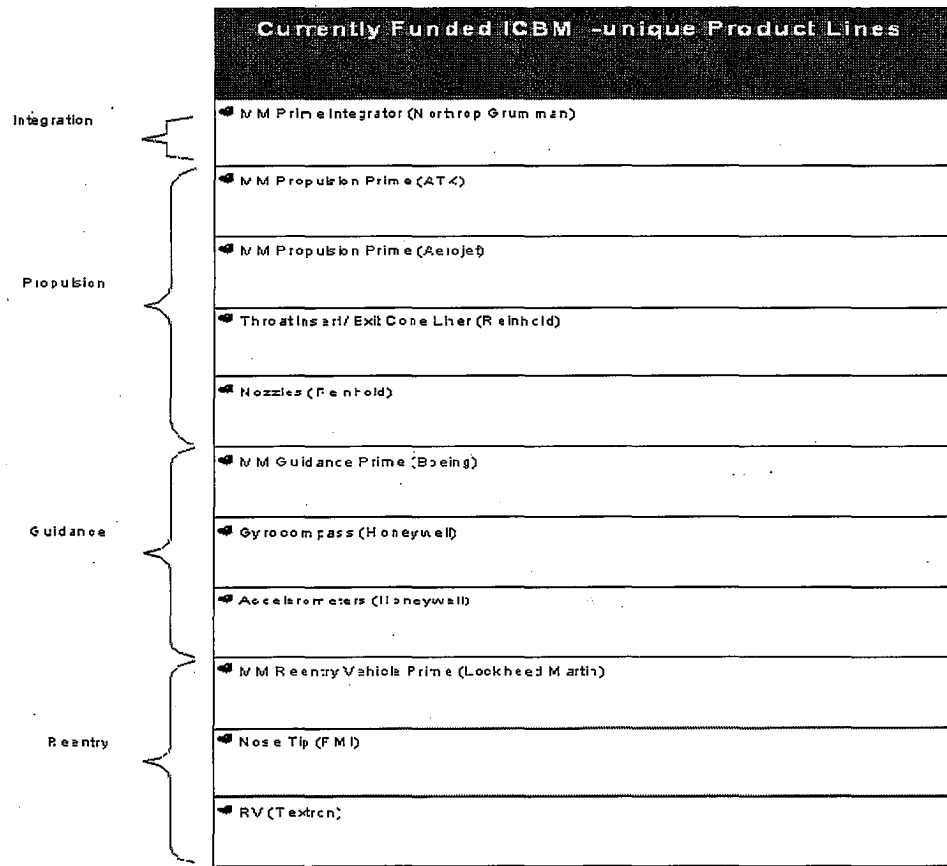 Currently Funded ICBM -unique Product Lines
Integration
MM Prime Integrator (Northrop Grumman)
MM Propulsion Prime (ATK)
MM Propulsion Prime (Aerojet)
Propulsion
Throat Insert/ Exit Cone Liner (Reinhold)
Nozzles (Reinhold)
MM Guidance Prime (Boeing)
Guidance
Gyrocompass (Honeywell)
Accelerometers (Honeywell)
MM Reentry Vehicle Prime (Lockheed Martin)
Reentry
Nose Tip (FMI)
RV (Textron)